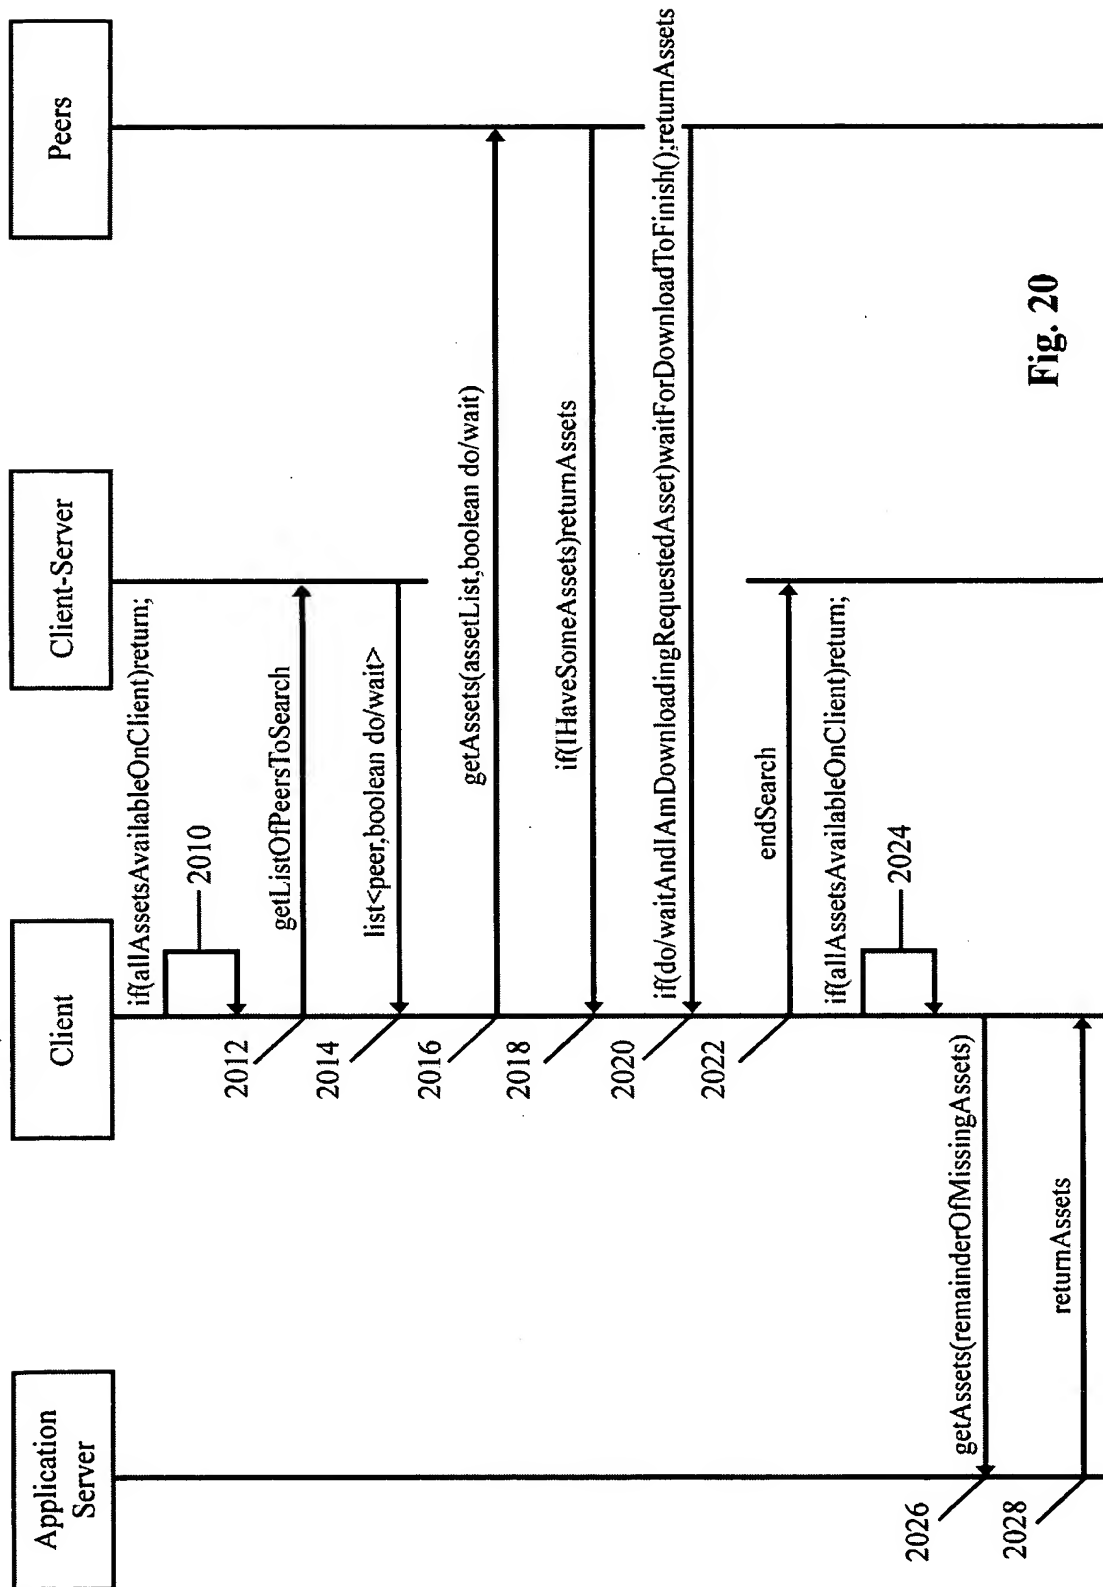 Application
Server
Client
Client-Server
Peers
if(allAssetsAvailableOnClient)return;
2010
getListOfPeersToSearch
2012
list<peer,boolean do/wait>
2014
getAssets(assetList,boolean do/wait)
2016
if(IHaveSomeAssets)returnAssets
2018
if(do/waitAndIAmDownloadingRequestedAsset)waitForDownloadToFinish();returnAssets
2020
endSearch
2022
if(allAssetsAvailableOnClient)return;
2024
getAssets(remainderOfMissingAssets)
2026
returnAssets
2028
Fig. 20